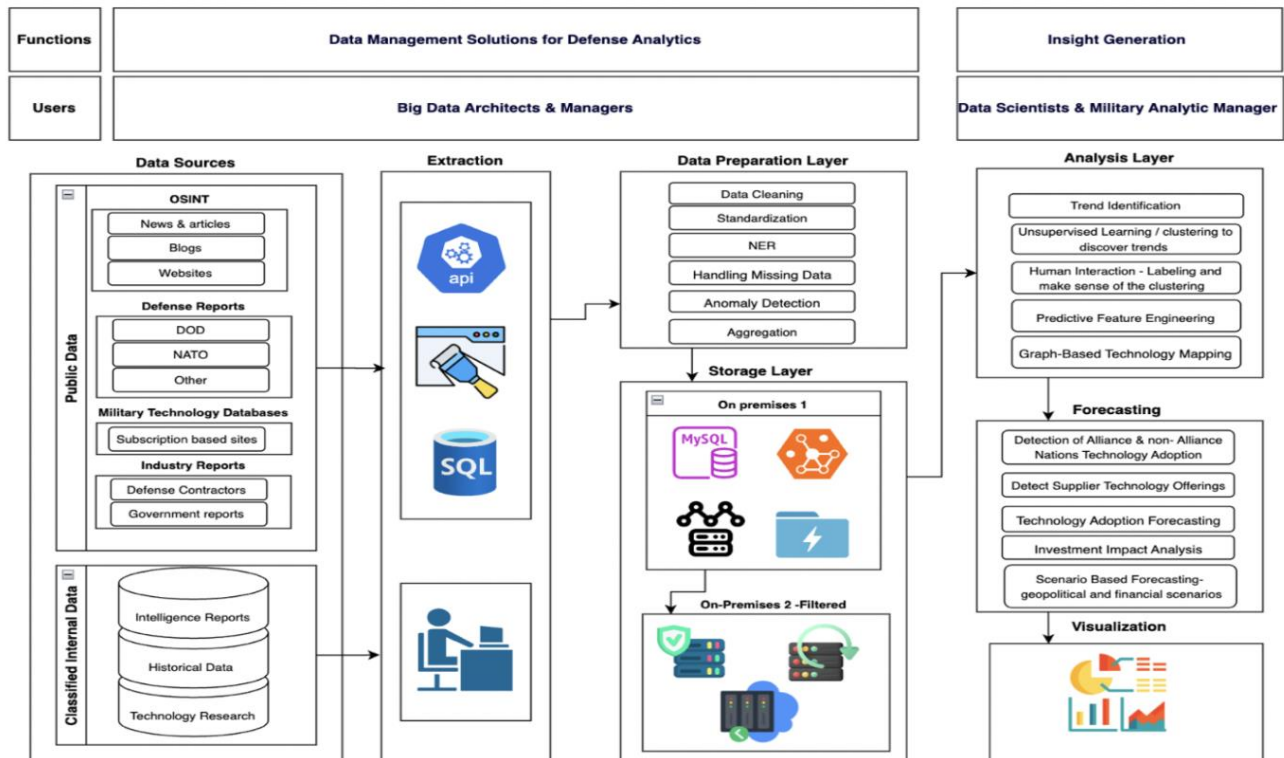 Functions
Data Management Solutions for Defense Analytics
Insight Generation
Users
Big Data Architects & Managers
Data Scientists & Military Analytic Manager
Data Sources
Public Data
OSINT
News & articles
Blogs
Websites
Defense Reports
DOD
NATO
Other
Military Technology Databases
Subscription based sites
Industry Reports
Defense Contractors
Government reports
Classified Internal Data
Intelligence Reports
Historical Data
Technology Research
Extraction
api
SQL
Data Preparation Layer
Data Cleaning
Standardization
NER
Handling Missing Data
Anomaly Detection
Aggregation
Storage Layer
On premises 1
MySQL
On-Premises 2 -Filtered
Analysis Layer
Trend Identification
Unsupervised Learning / clustering to
discover trends
Human Interaction - Labeling and
make sense of the clustering
Predictive Feature Engineering
Graph-Based Technology Mapping
Forecasting
Detection of Alliance & non- Alliance
Nations Technology Adoption
Detect Supplier Technology Offerings
Technology Adoption Forecasting
Investment Impact Analysis
Scenario Based Forecasting-
geopolitical and financial scenarios
Visualization